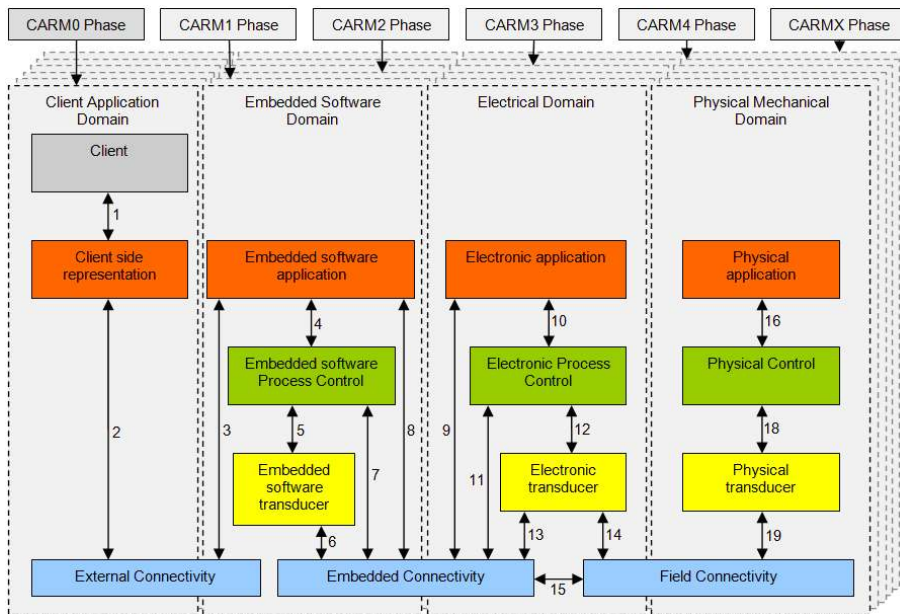 CARM0 Phase
CARM1 Phase
CARM2 Phase
CARM3 Phase
CARM4 Phase
CARMX Phase
Client Application
Domain
Embedded Software
Domain
Electrical Domain
Physical Mechanical
Domain
Client
1
Client side
representation
Embedded software
application
Electronic application
Physical
application
4
10
16
Embedded software
Process Control
Electronic Process
Control
Physical Control
2
3
5
7
8
9
11
12
18
Embedded
software
transducer
Electronic
transducer
Physical
transducer
6
13
14
19
External Connectivity
Embedded Connectivity
15
Field Connectivity